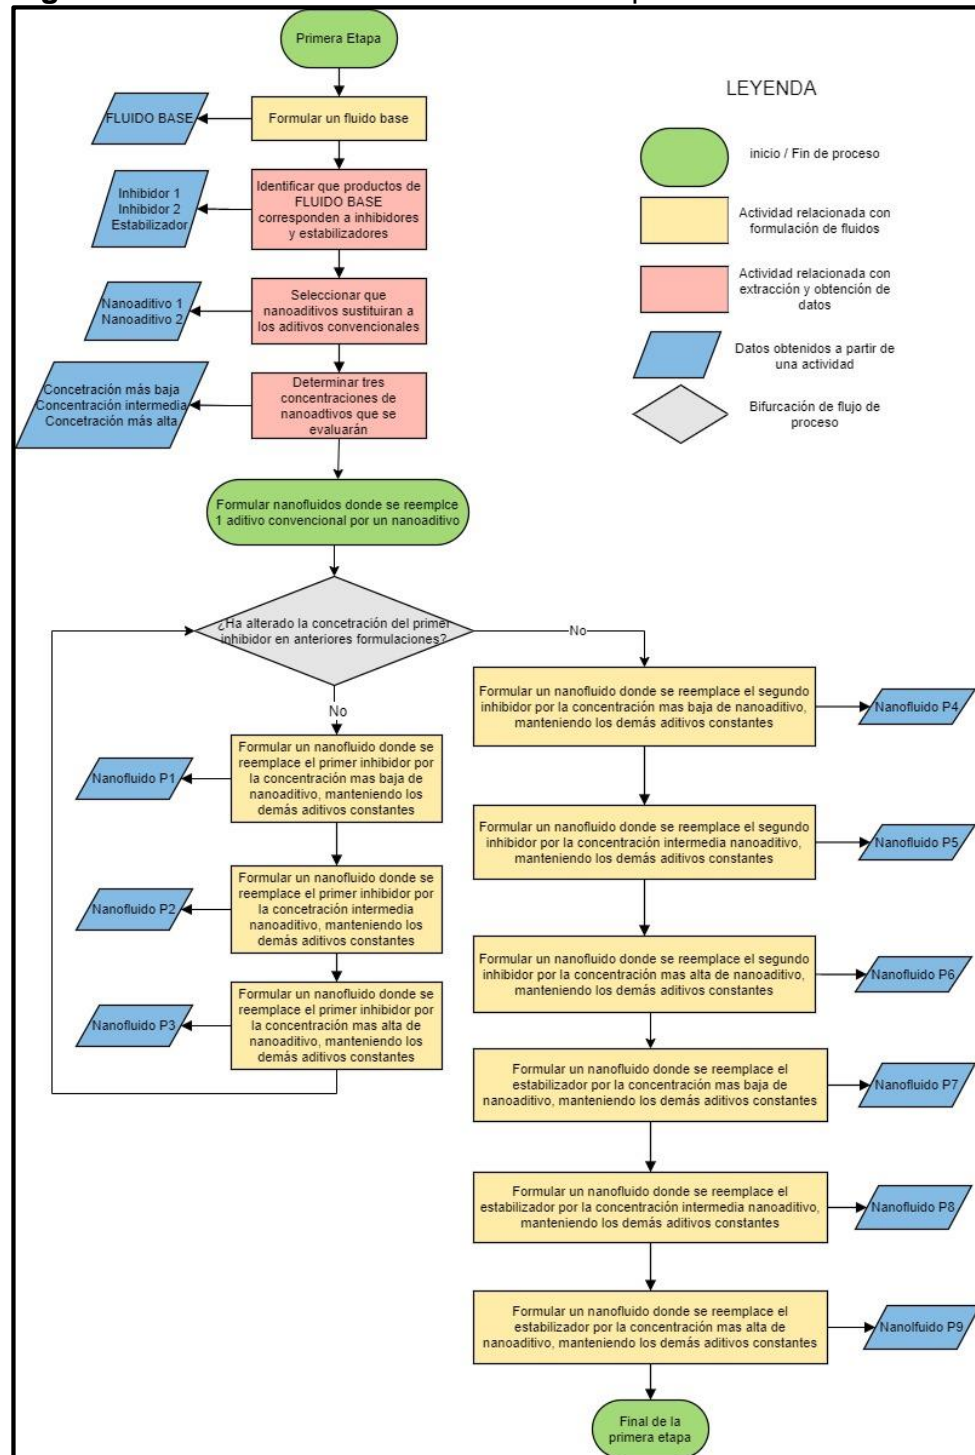 Primera Etapa
LEYENDA
FLUIDO BASE
Formular un fluido base
inicio / Fin de proceso
Inhibidor 1
Inhibidor 2
Estabilizador
Identificar que productos de
FLUIDO BASE
corresponden a inhibidores
y estabilizadores
Actividad relacionada con
formulación de fluidos
Nanoaditivo 1
Nanoaditivo 2
Seleccionar que
nanoaditivos sustituiran a
los aditivos convencionales
Actividad relacionada con
extracción y obtención de
datos
Concetración más baja
Concentración intermedia
Concetración más alta
Determinar tres
concentraciones de
nanoadtivos que se
evaluarán
Datos obtenidos a partir de
una actividad
Bifurcación de flujo de
proceso
Formular nanofluidos donde se reemplce
1 aditivo convencional por un nanoaditivo
¿Ha alterado la concetración del primer
inhibidor en anteriores formulaciones?
No
No
Formular un nanofluido donde se
reemplace el primer inhibidor por
la concentración mas baja de
nanoaditivo, manteniendo los
demás aditivos constantes
Nanofluido P1
Formular un nanofluido donde se
reemplace el primer inhibidor por
la concetración intermedia
nanoaditivo, manteniendo los
demás aditivos constantes
Nanofluido P2
Formular un nanofluido donde se
reemplace el primer inhibidor por
la concentración mas alta de
nanoaditivo, manteniendo los
demás aditivos constantes
Nanofluido P3
Formular un nanofluido donde se reemplace el segundo
inhibidor por la concentración mas baja de nanoaditivo,
manteniendo los demás aditivos constantes
Nanofluido P4
Formular un nanofluido donde se reemplace el segundo
inhibidor por la concentración intermedia nanoaditivo,
manteniendo los demás aditivos constantes
Nanofluido P5
Formular un nanofluido donde se reemplace el segundo
inhibidor por la concentración mas alta de nanoaditivo,
manteniendo los demás aditivos constantes
Nanofluido P6
Formular un nanofluido donde se reemplace el
estabilizador por la concentración mas baja de
nanoaditivo, manteniendo los demás aditivos constantes
Nanofluido P7
Formular un nanofluido donde se reemplace el
estabilizador por la concentración intermedia nanoaditivo,
manteniendo los demás aditivos constantes
Nanofluido P8
Formular un nanofluido donde se reemplace el
estabilizador por la concentración mas alta de
nanoaditivo, manteniendo los demás aditivos constantes
Nanolfuido P9
Final de la
primera etapa